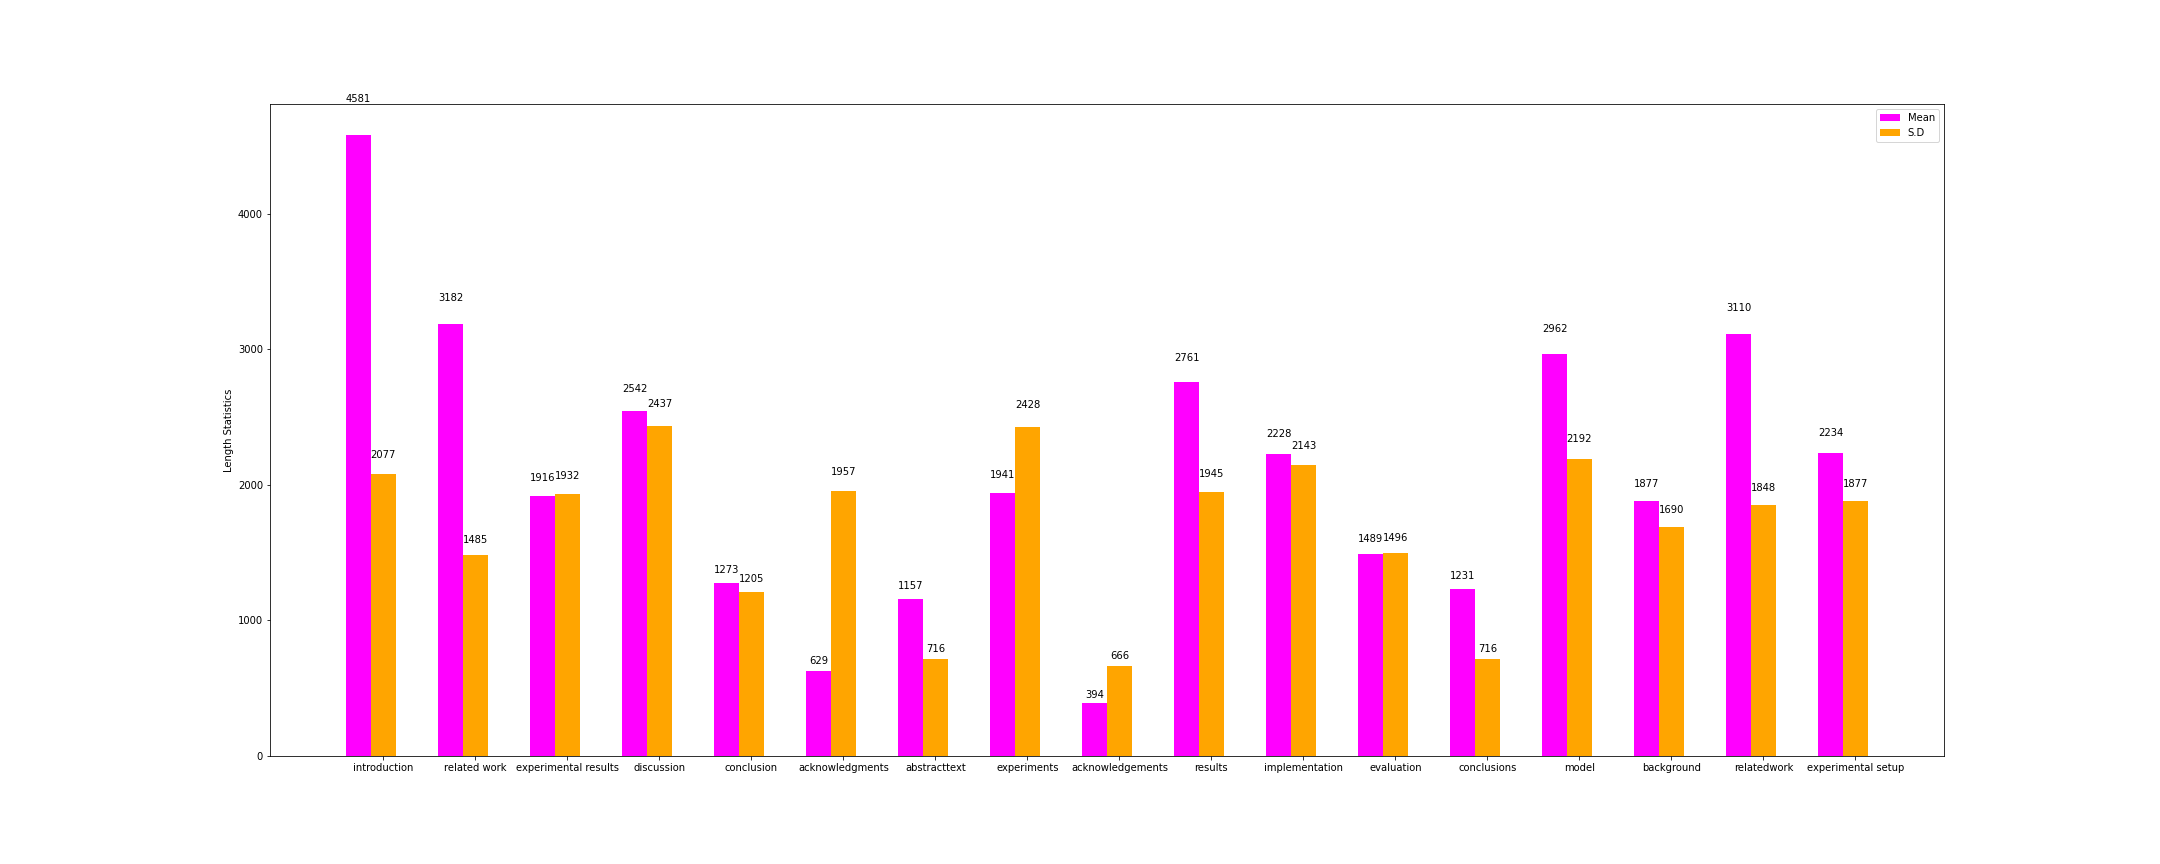 4581
Mean
S.D
4000
3182
3110
3000
2962
2761
2542
2437
2428
2228
2143
2192
2234
2077
1916
1932
1957
1941
1945
1877
1690
1848
1877
2000
1485
1489
1496
1273
1205
1157
1231
1000
629
716
394
666
716
0
Length Statistics
introduction
related work
experimental results
discussion
conclusion
acknowledgments
abstracttext
experiments
acknowledgements
results
implementation
evaluation
conclusions
model
background
relatedwork
experimental setup